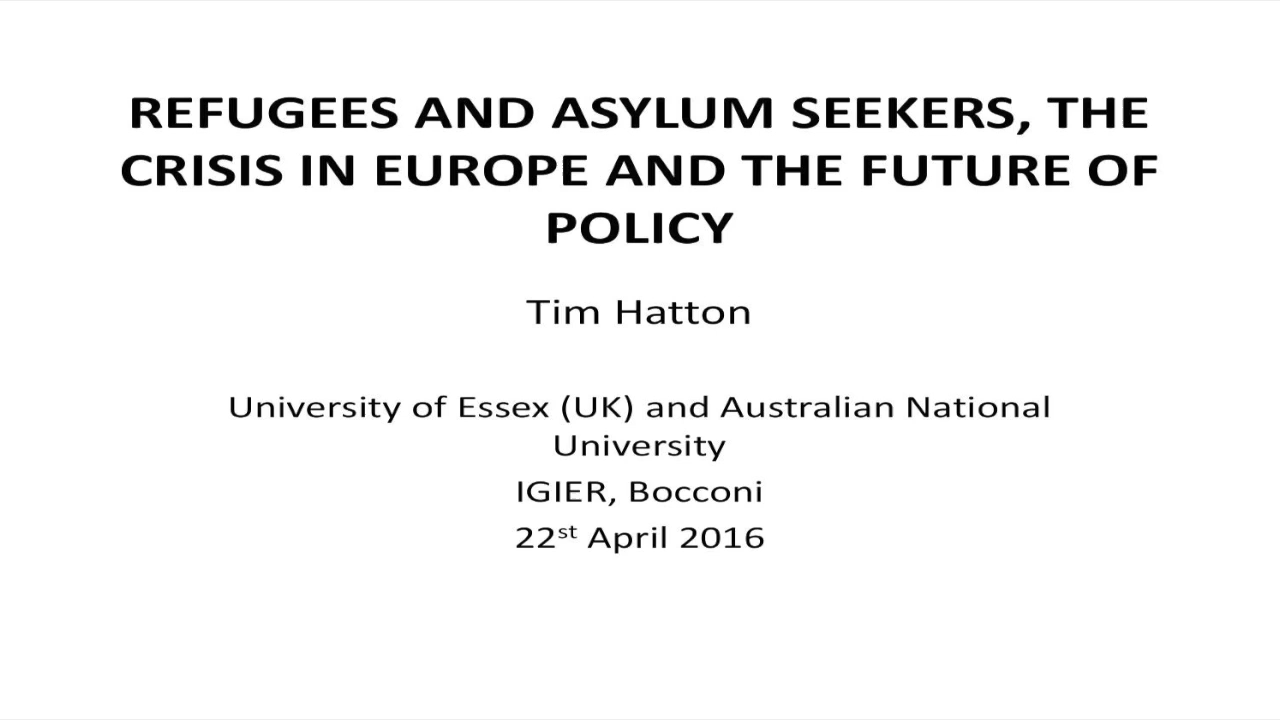 REFUGEES AND ASYLUM SEEKERS, THE
CRISIS IN EUROPE AND THE FUTURE OF
POLICY
Tim Hatton
University of Essex (UK) and Australian National
University
IGIER, Bocconi
22st April 2016